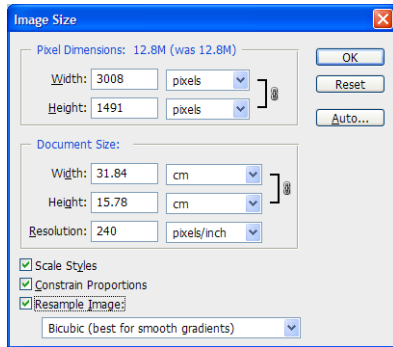 Image Size
Pixel Dimensions: 12.8M (was 12.8M)
Width: 3008 pixels
Height: 1491 pixels
OK
Reset
Auto...
Document Size:
Width: 31.84 cm
Height: 15.78 cm
Resolution: 240 pixels/inch
Scale Styles
Constrain Proportions
Resample Image:
Bicubic (best for smooth gradients)